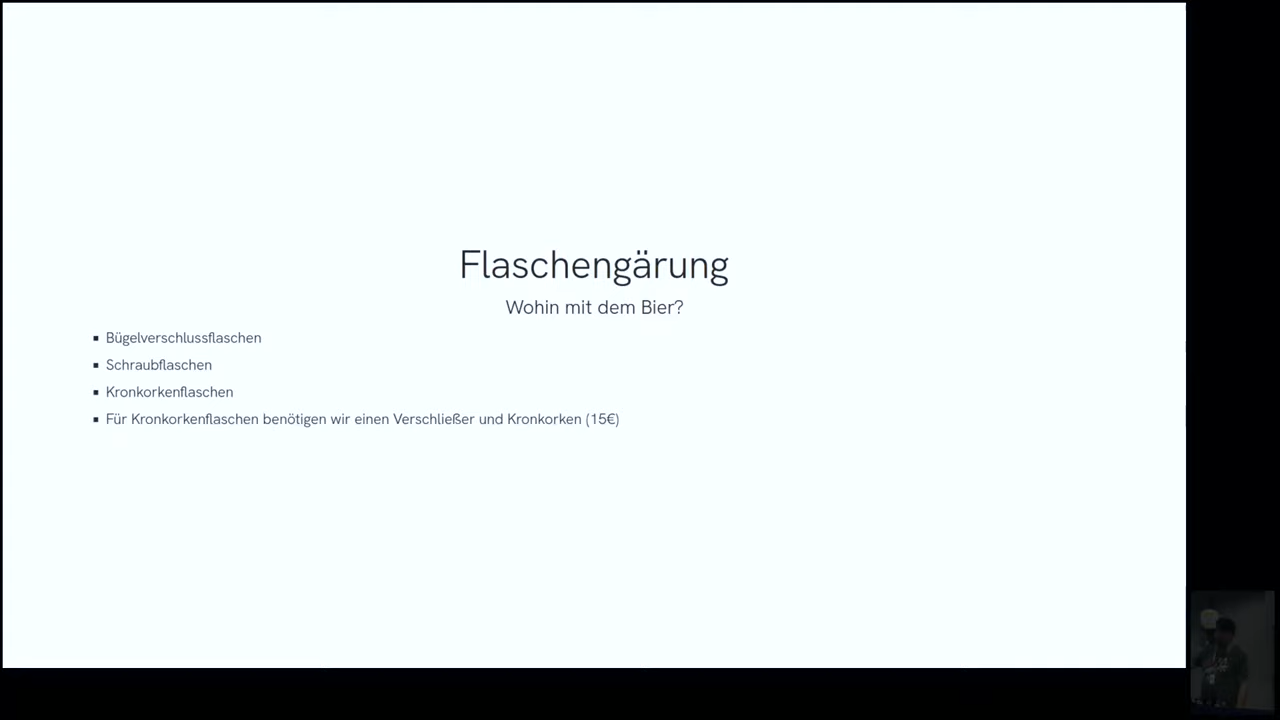 Flaschengärung
Wohin mit dem Bier?
▪ Bügelverschlussflaschen
▪ Schraubflaschen
▪ Kronkorkenflaschen
▪ Für Kronkorkenflaschen benötigen wir einen Verschließer und Kronkorken (15€)